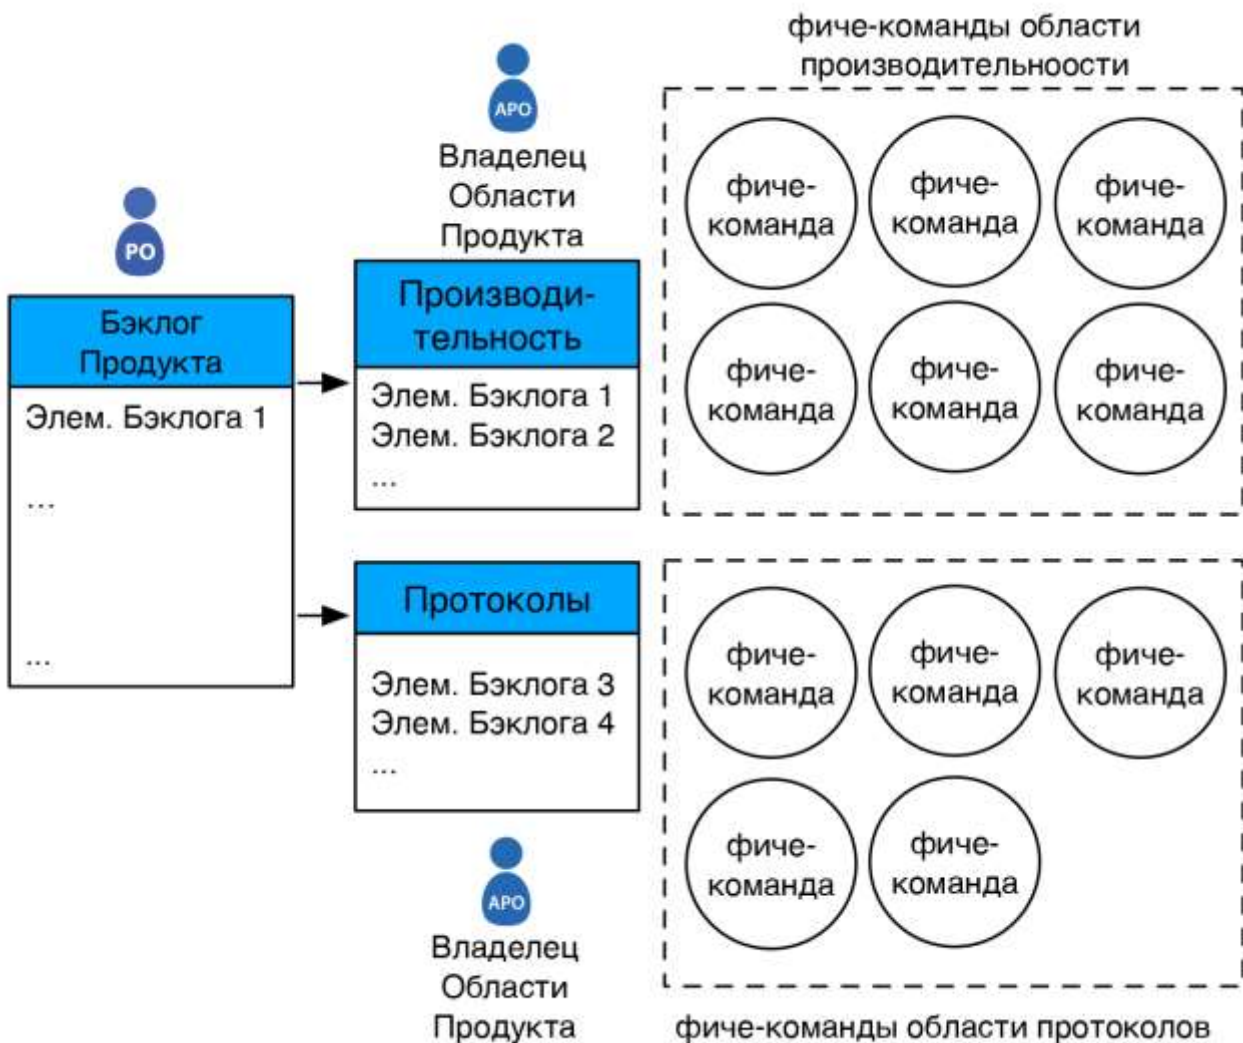 фиче-команды области
производительноости
APO
Владелец
Области
Продукта
PO
Бэклог
Продукта
Элем. Бэклога 1
...
...
Производи-
тельность
Элем. Бэклога 1
Элем. Бэклога 2
...
фиче-
команда
фиче-
команда
фиче-
команда
фиче-
команда
фиче-
команда
фиче-
команда
Протоколы
Элем. Бэклога 3
Элем. Бэклога 4
...
APO
Владелец
Области
Продукта
фиче-
команда
фиче-
команда
фиче-
команда
фиче-
команда
фиче-
команда
фиче-команды области протоколов